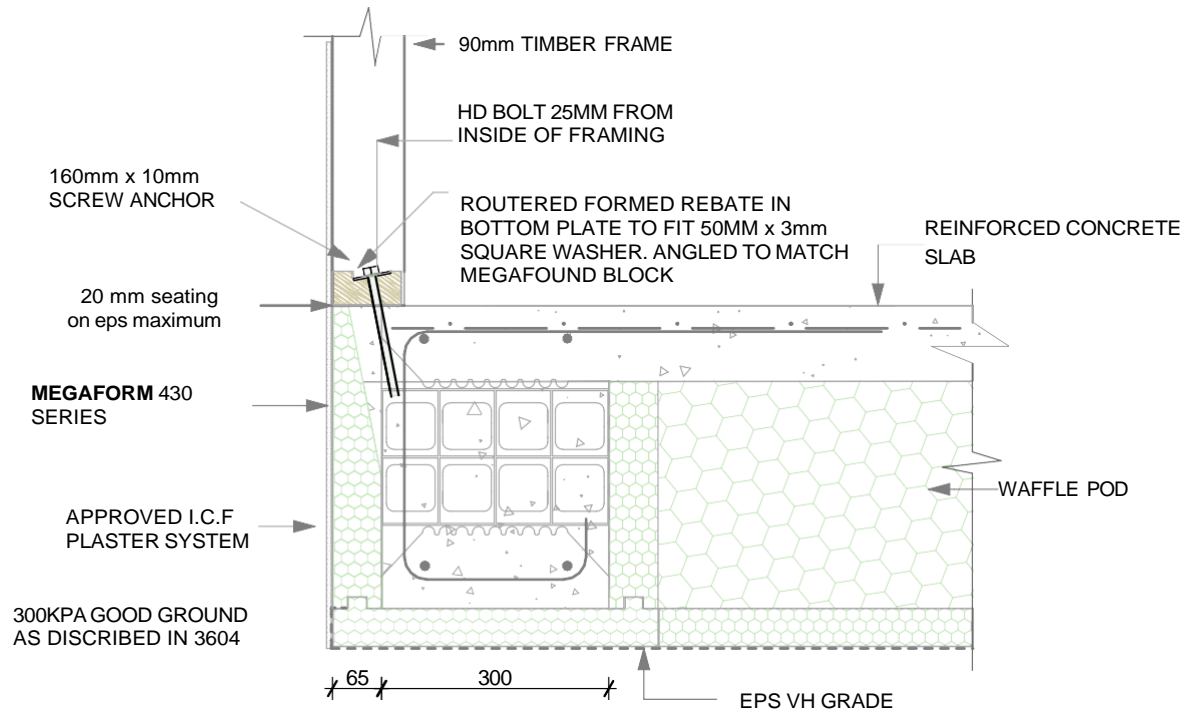 90mm TIMBER FRAME
HD BOLT 25MM FROM
INSIDE OF FRAMING
160mm x 10mm
SCREW ANCHOR
ROUTERED FORMED REBATE IN
BOTTOM PLATE TO FIT 50MM x 3mm
SQUARE WASHER. ANGLED TO MATCH
MEGAFOUND BLOCK
REINFORCED CONCRETE
SLAB
20 mm seating
on eps maximum
MEGAFORM 430
SERIES
WAFFLE POD
APPROVED I.C.F
PLASTER SYSTEM
300KPA GOOD GROUND
AS DISCRIBED IN 3604
65
300
EPS VH GRADE